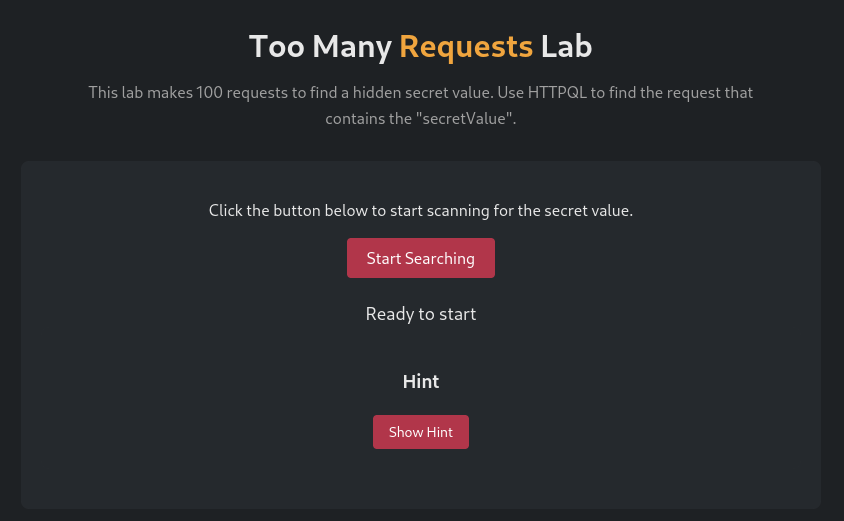 Too Many Requests Lab
This lab makes 100 requests to find a hidden secret value. Use HTTPQL to find the request that
contains the "secretValue".
Click the button below to start scanning for the secret value.
Start Searching
Ready to start
Hint
Show Hint